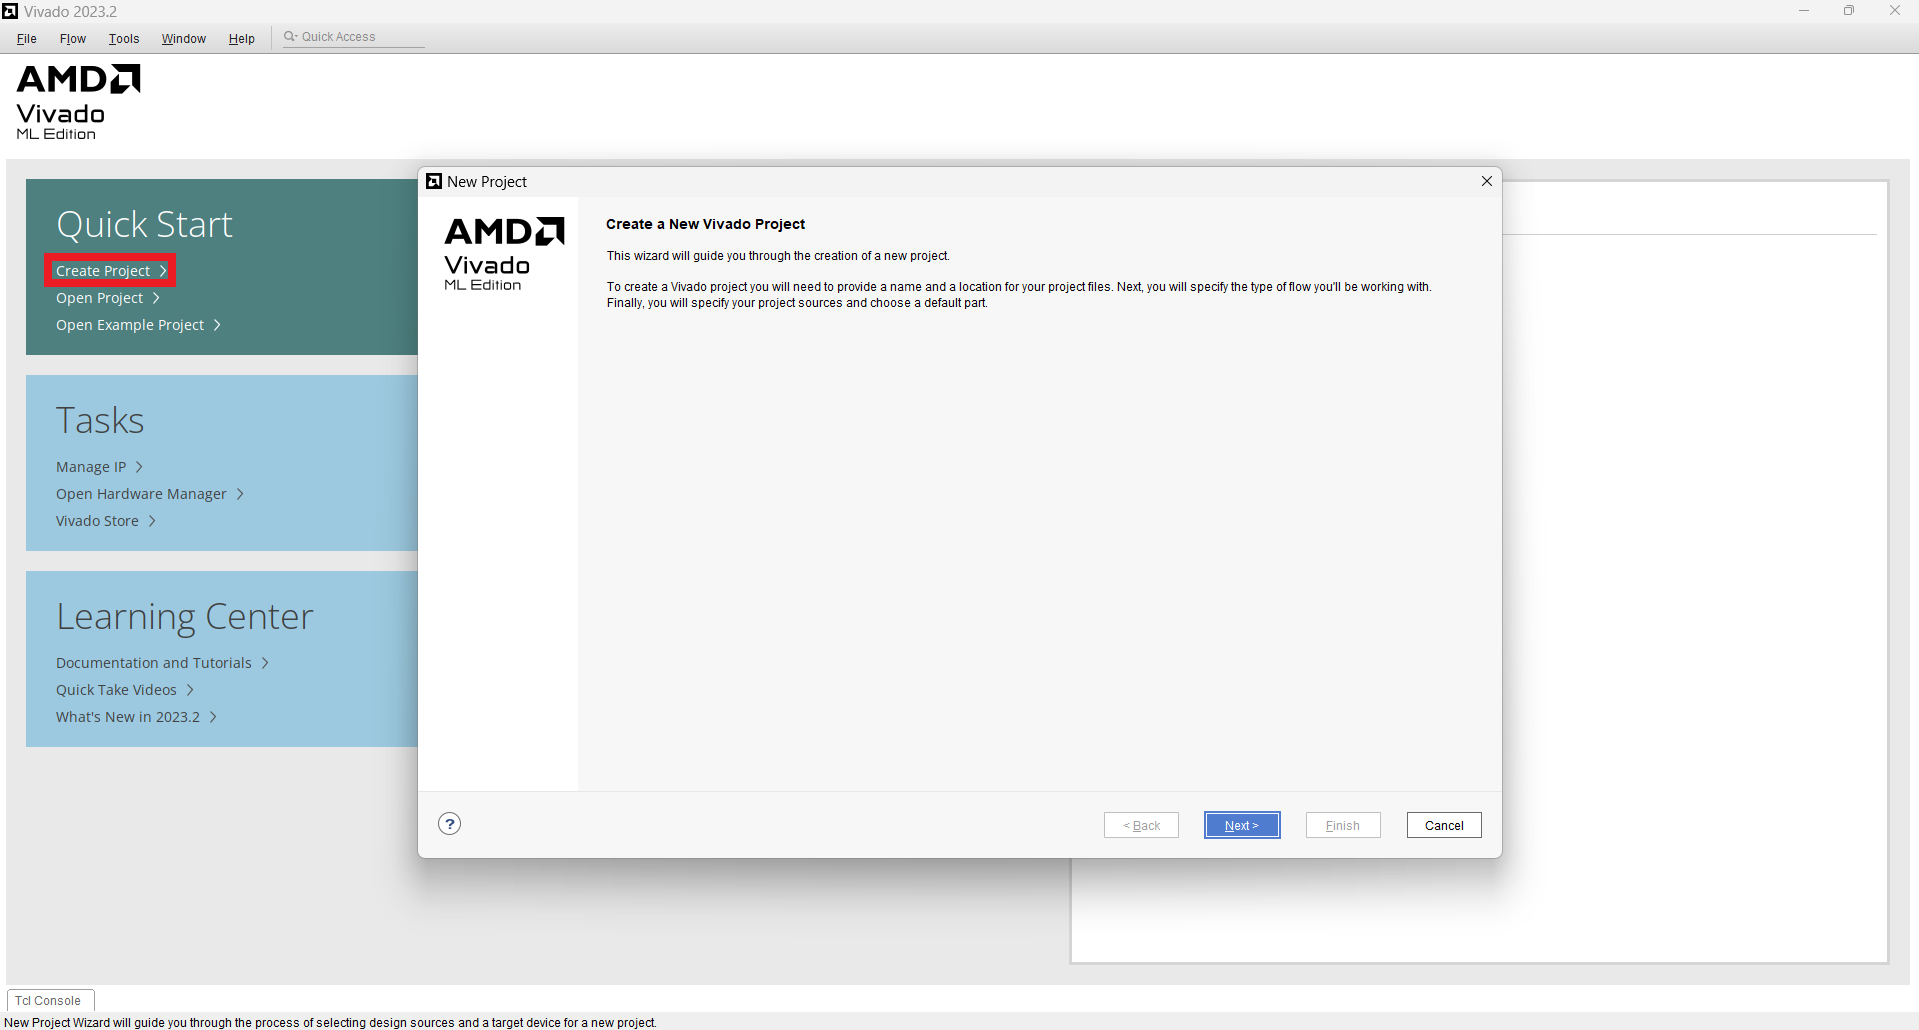 Vivado 2023.2
File Flow Tools Window Help Quick Access
AMD
Vivado
ML Edition
Quick Start
Create Project
Open Project
Open Example Project
Tasks
Manage IP
Open Hardware Manager
Vivado Store
Learning Center
Documentation and Tutorials
Quick Take Videos
What's New in 2023.2
New Project
AMD
Vivado
ML Edition
Create a New Vivado Project
This wizard will guide you through the creation of a new project.
To create a Vivado project you will need to provide a name and a location for your project files. Next, you will specify the type of flow you'll be working with.
Finally, you will specify your project sources and choose a default part.
? < Back Next > Finish Cancel
Tcl Console
New Project Wizard will guide you through the process of selecting design sources and a target device for a new project.